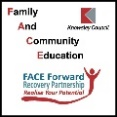 Family
And
Knowsley Council
Community
Education
FACE Forward
Recovery Partnership
Realise Your Potential